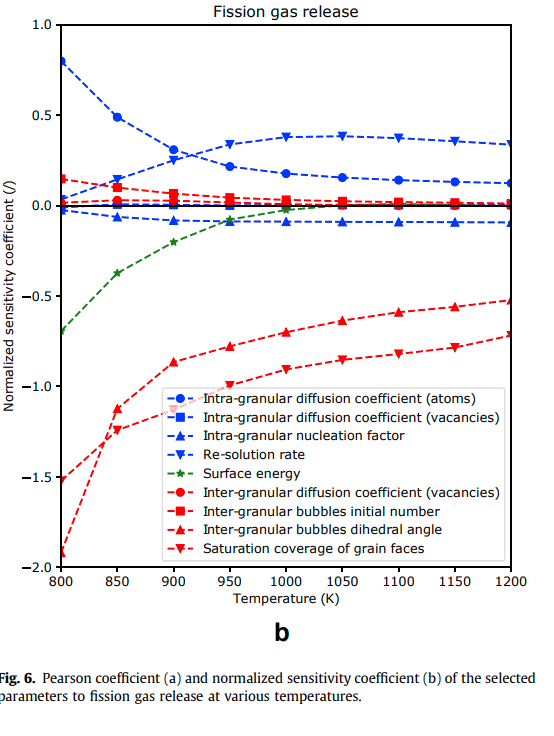 Fission gas release
1.0
0.5
0.0
−0.5
−1.0
−1.5
−2.0
Normalized sensitivity coefficient (/)
Intra-granular diffusion coefficient (atoms)
Intra-granular diffusion coefficient (vacancies)
Intra-granular nucleation factor
Re-solution rate
Surface energy
Inter-granular diffusion coefficient (vacancies)
Inter-granular bubbles initial number
Inter-granular bubbles dihedral angle
Saturation coverage of grain faces
800 850 900 950 1000 1050 1100 1150 1200
Temperature (K)
b
Fig. 6. Pearson coefficient (a) and normalized sensitivity coefficient (b) of the selected
parameters to fission gas release at various temperatures.